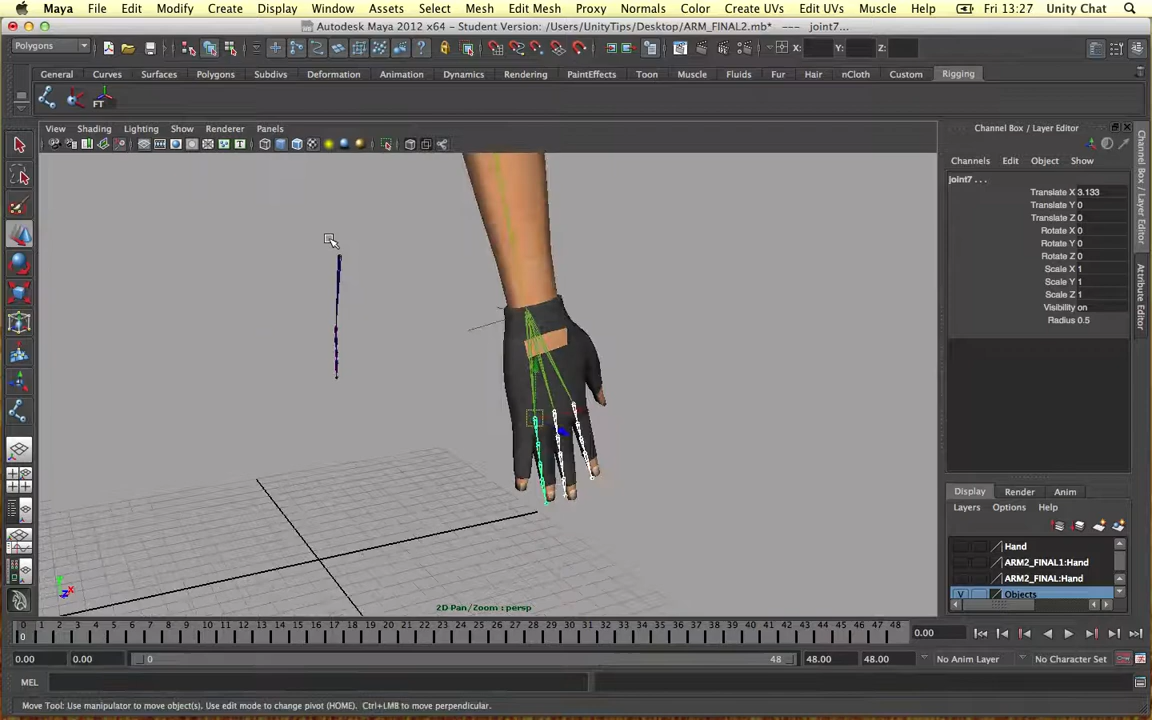 Maya File Edit Modify Create Display Window Assets Select Mesh Edit Mesh Proxy Normals Color Create UVs Edit UVs Muscle Help Fri 13:27 Unity Chat
Autodesk Maya 2012 x64 - Student Version: /Users/UnityTips/Desktop/ARM_FINAL2.mb* --- joint7...
Polygons X: Y: Z:
General Curves Surfaces Polygons Subdivs Deformation Animation Dynamics Rendering PaintEffects Toon Muscle Fluids Fur Hair nCloth Custom Rigging
FT
View Shading Lighting Show Renderer Panels
Channel Box / Layer Editor
Channels Edit Object Show
joint7 . . .
Translate X 3.133
Translate Y 0
Translate Z 0
Rotate X 0
Rotate Y 0
Rotate Z 0
Scale X 1
Scale Y 1
Scale Z 1
Visibility on
Radius 0.5
Channel Box / Layer Editor
Attribute Editor
Display Render Anim
Layers Options Help
Hand
ARM2_FINAL1:Hand
ARM2_FINAL:Hand
V Objects
2D Pan/Zoom : persp
0 1 2 3 4 5 6 7 8 9 10 11 12 13 14 15 16 17 18 19 20 21 22 23 24 25 26 27 28 29 30 31 32 33 34 35 36 37 38 39 40 41 42 43 44 45 46 47 48
0 0.00
0.00 0.00 0 48 48.00 48.00 No Anim Layer No Character Set
MEL
Move Tool: Use manipulator to move object(s). Use edit mode to change pivot (HOME). Ctrl+LMB to move perpendicular.